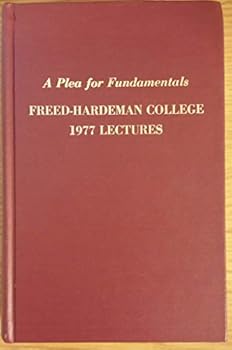 A Plea for Fundamentals
FREED-HARDEMAN COLLEGE
1977 LECTURES